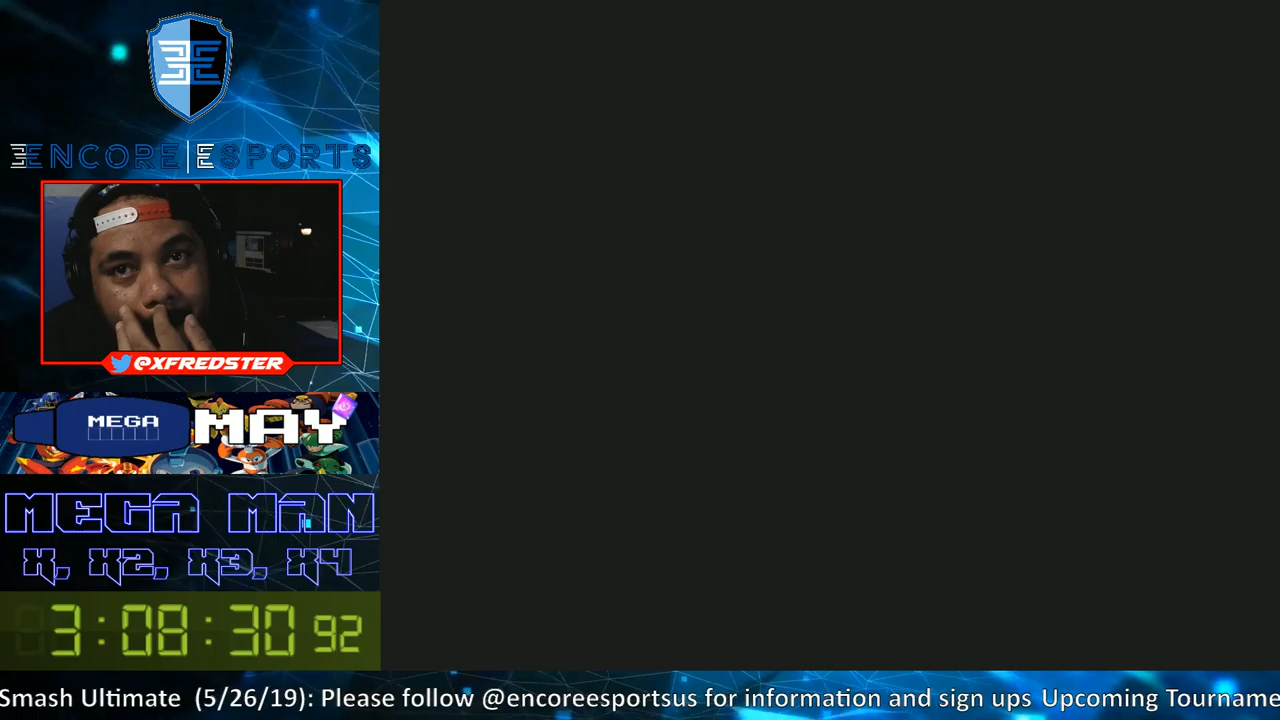 ENCORE|ESPORTS
@XFREDSTER
MEGA MAY
MEGA MAN
X, X2, X3, X4
3:08:30 92
Smash Ultimate (5/26/19): Please follow @encoreesportsus for information and sign ups Upcoming Tourname